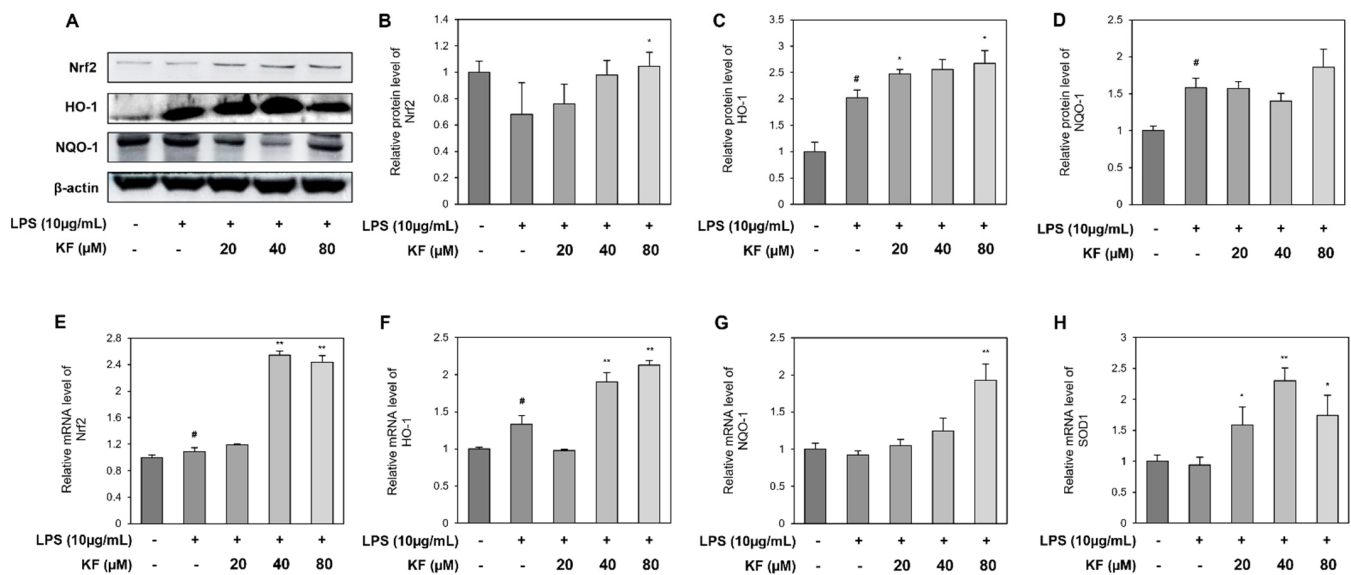 A
Nrf2
HO-1
NQO-1
β-actin
LPS (10µg/mL) - + + + +
KF (µM) - - 20 40 80
B
Relative protein level of
Nrf2
1.4
1.2
1
0.8
0.6
0.4
0.2
0
*
LPS (10µg/mL) - + + + +
KF (µM) - - 20 40 80
C
Relative protein level of
HO-1
3.5
3
2.5
2
1.5
1
0.5
0
# * *
LPS (10µg/mL) - + + + +
KF (µM) - - 20 40 80
D
Relative protein level of
NQO-1
2.5
2
1.5
1
0.5
0
#
LPS (10µg/mL) - + + + +
KF (µM) - - 20 40 80
E
Relative mRNA level of
Nrf2
2.8
2.4
2
1.6
1.2
0.8
0.4
0
# ** **
LPS (10µg/mL) - + + + +
KF (µM) - - 20 40 80
F
Relative mRNA level of
HO-1
2.5
2
1.5
1
0.5
0
# ** **
LPS (10µg/mL) - + + + +
KF (µM) - - 20 40 80
G
Relative mRNA level of
NQO-1
2.5
2
1.5
1
0.5
0
**
LPS (10µg/mL) - + + + +
KF (µM) - - 20 40 80
H
Relative mRNA level of
SOD1
3
2.5
2
1.5
1
0.5
0
* ** *
LPS (10µg/mL) - + + + +
KF (µM) - - 20 40 80